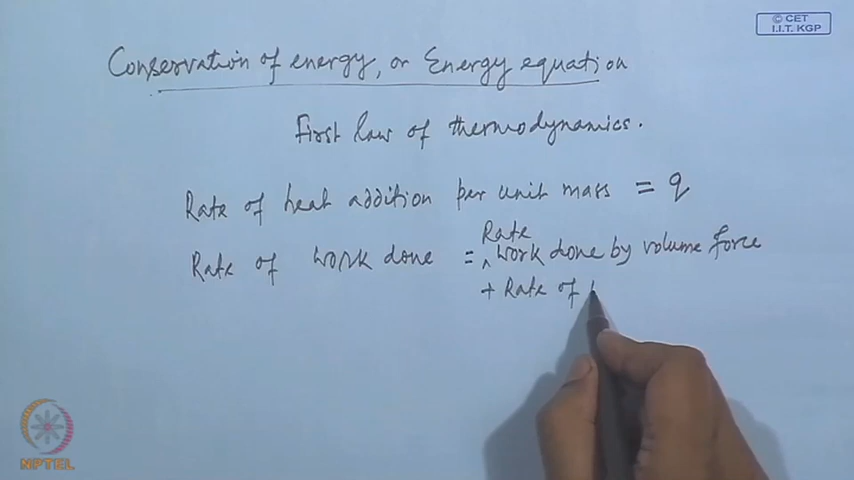 © CET
I.I.T. KGP
Conservation of energy, or Energy equation
First law of thermodynamics.
Rate of heat addition per unit mass = q
Rate
Rate of work done = ^ work done by volume force
+ Rate of
NPTEL